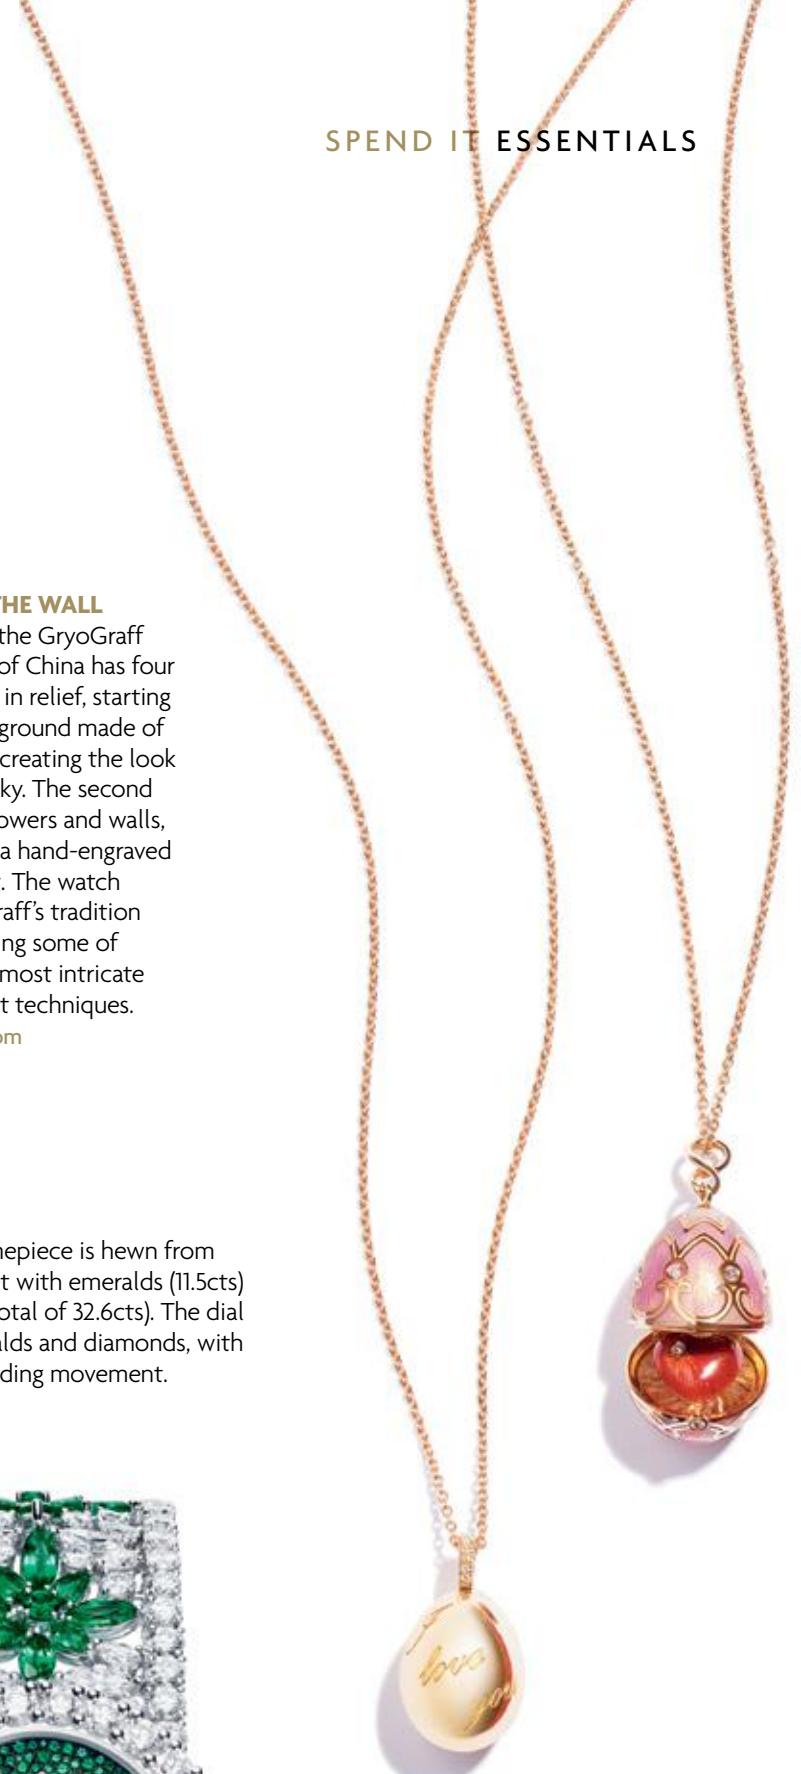 SPEND IT ESSENTIALS
THE WALL
the GryoGraff
of China has four
in relief, starting
ground made of
creating the look
ky. The second
owers and walls,
a hand-engraved
. The watch
raff's tradition
ng some of
most intricate
t techniques.
om
nepiece is hewn from
t with emeralds (11.5cts)
otal of 32.6cts). The dial
alds and diamonds, with
ding movement.
I
love
you